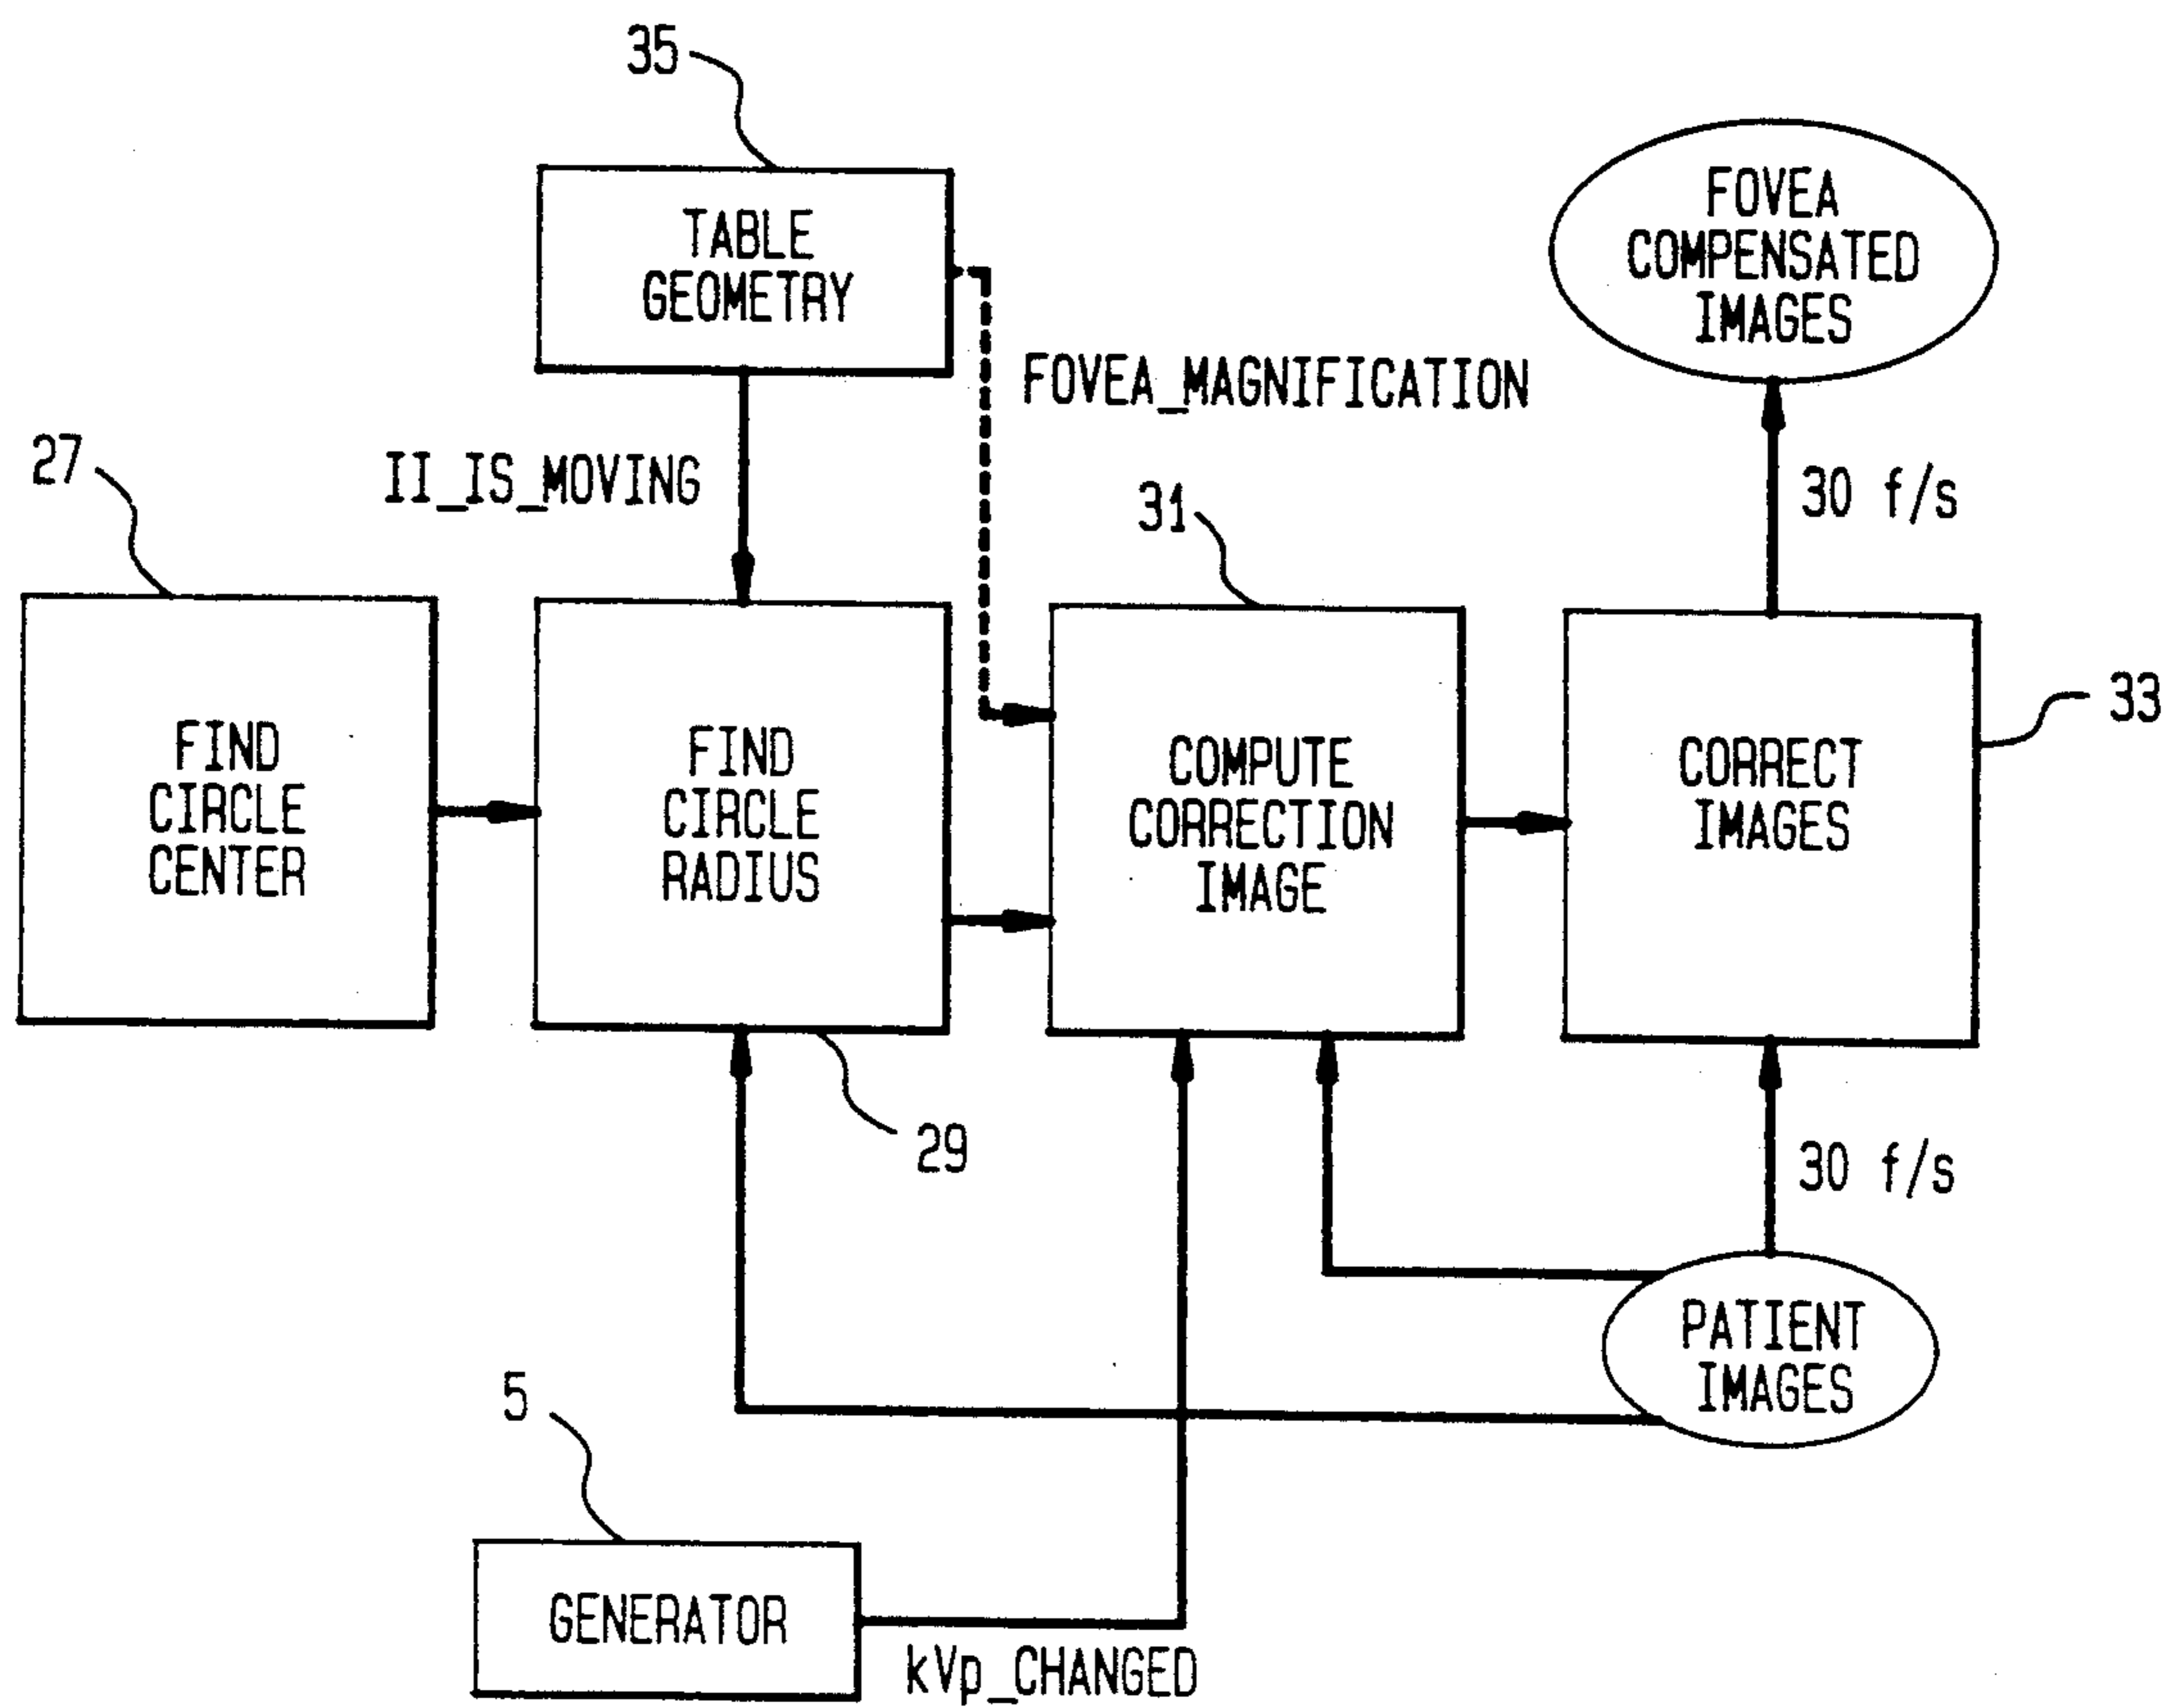 35
TABLE
GEOMETRY
FOVEA
COMPENSATED
IMAGES
FOVEA_MAGNIFICATION
II_IS_MOVING
30 f/s
27
31
33
FIND
CIRCLE
CENTER
FIND
CIRCLE
RADIUS
COMPUTE
CORRECTION
IMAGE
CORRECT
IMAGES
29
30 f/s
PATIENT
IMAGES
5
GENERATOR
kVp_CHANGED